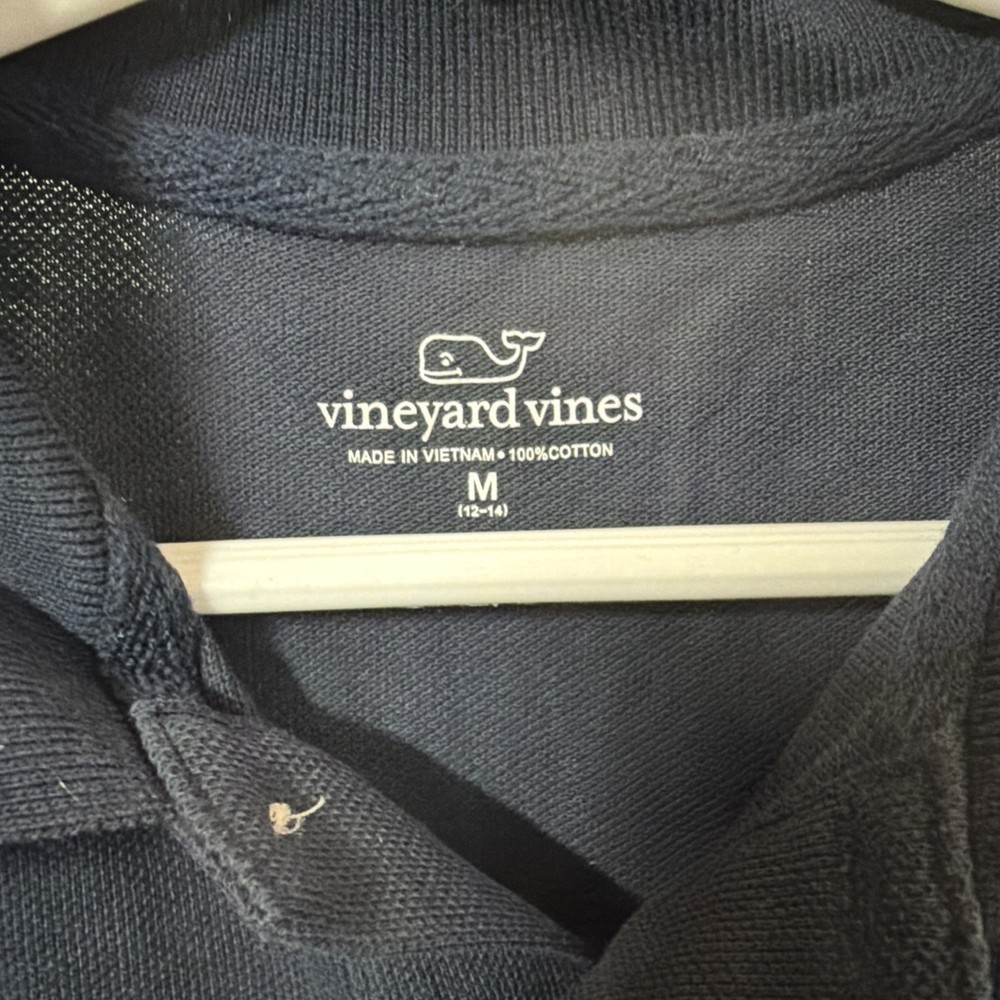 vineyard vines
MADE IN VIETNAM • 100%COTTON
M
(12-14)